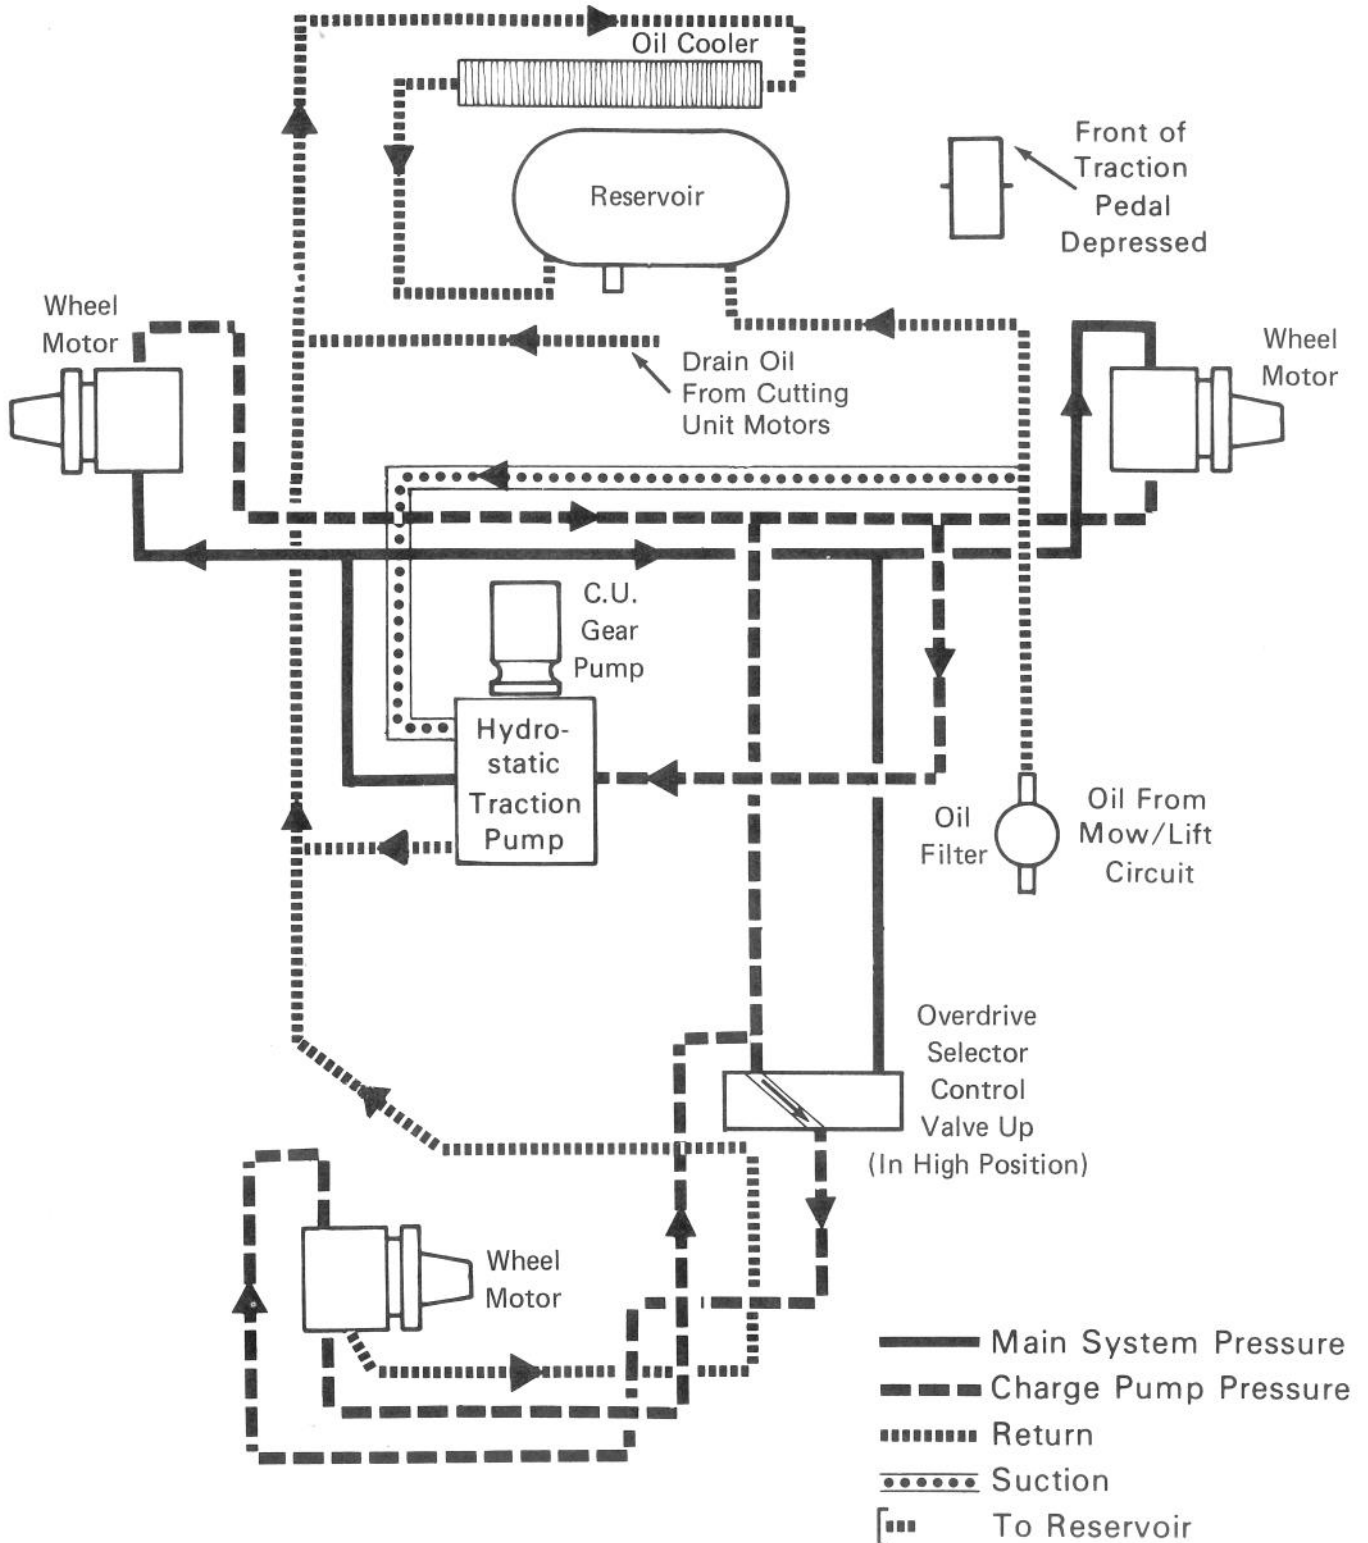 Oil Cooler
Reservoir
Front of
Traction
Pedal
Depressed
Wheel
Motor
Drain Oil
From Cutting
Unit Motors
Wheel
Motor
C.U.
Gear
Pump
Hydro-
static
Traction
Pump
Oil
Filter
Oil From
Mow/Lift
Circuit
Overdrive
Selector
Control
Valve Up
(In High Position)
Wheel
Motor
Main System Pressure
Charge Pump Pressure
Return
Suction
To Reservoir